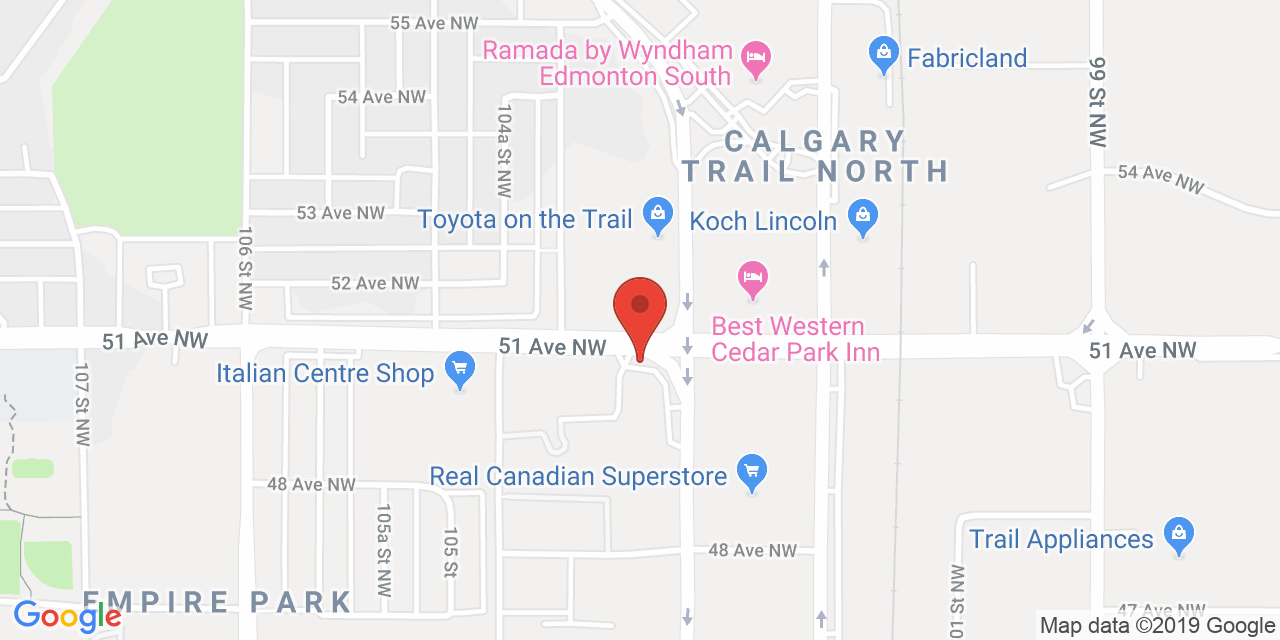 55 Ave NW
Ramada by Wyndham
Edmonton South
Fabricland
99 St NW
54 Ave NW
104a St NW
CALGARY
TRAIL NORTH
54 Ave NW
53 Ave NW
Toyota on the Trail
Koch Lincoln
106 St NW
52 Ave NW
51 Ave NW
51 Ave NW
Best Western
Cedar Park Inn
51 Ave NW
Italian Centre Shop
107 St NW
Real Canadian Superstore
48 Ave NW
105a St NW
105 St
48 Ave NW
Trail Appliances
01 St NW
EMPIRE PARK
47 Ave NW
Google
Map data ©2019 Google